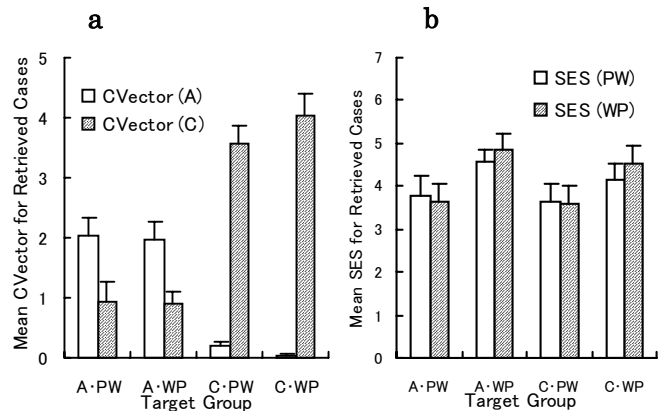 a
Mean CVector for Retrieved Cases
5
4
3
2
1
0
CVector (A)
CVector (C)
A·PW A·WP C·PW C·WP
Target Group
b
Mean SES for Retrieved Cases
7
6
5
4
3
2
1
0
SES (PW)
SES (WP)
A·PW A·WP C·PW C·WP
Target Group